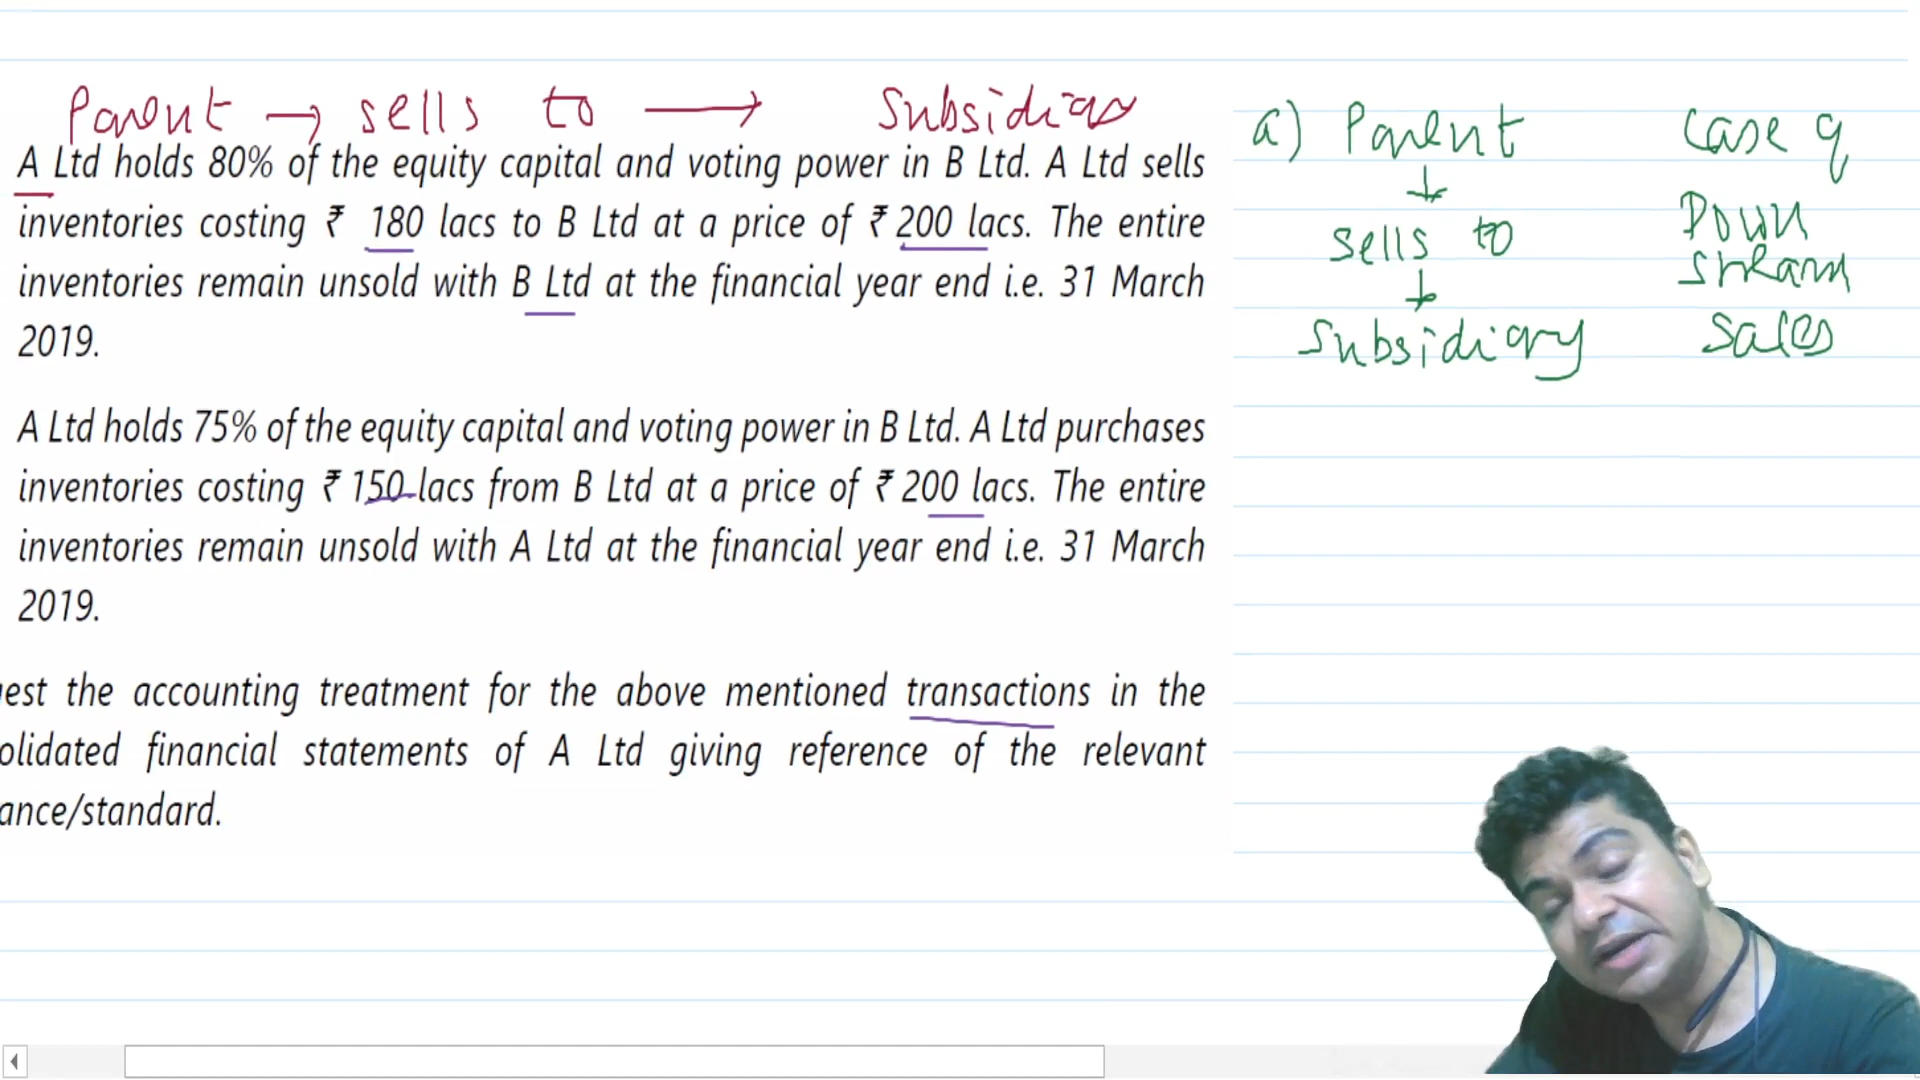 Parent → sells to → Subsidiary
A Ltd holds 80% of the equity capital and voting power in B Ltd. A Ltd sells
inventories costing ₹ 180 lacs to B Ltd at a price of ₹ 200 lacs. The entire
inventories remain unsold with B Ltd at the financial year end i.e. 31 March
2019.
A Ltd holds 75% of the equity capital and voting power in B Ltd. A Ltd purchases
inventories costing ₹ 150 lacs from B Ltd at a price of ₹ 200 lacs. The entire
inventories remain unsold with A Ltd at the financial year end i.e. 31 March
2019.
est the accounting treatment for the above mentioned transactions in the
olidated financial statements of A Ltd giving reference of the relevant
ance/standard.
a) Parent
↓
sells to
↓
Subsidiary
Case of
Down
stream
Sales